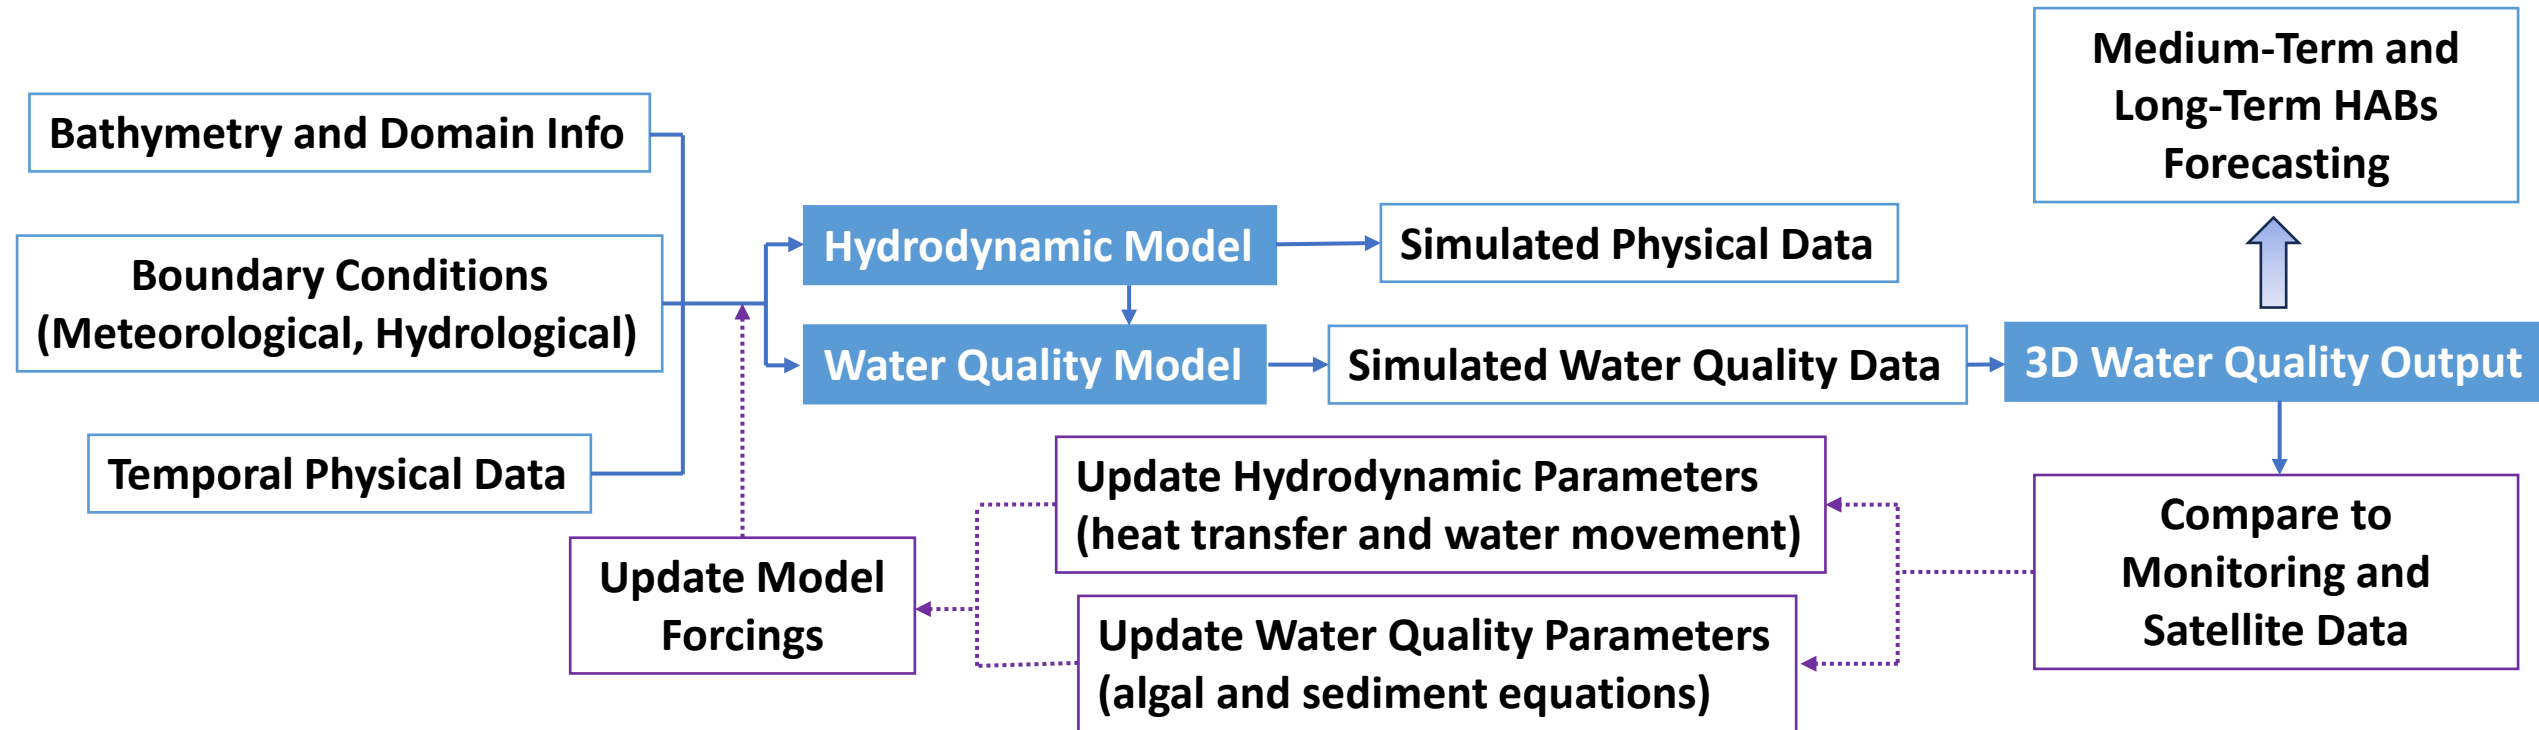 Medium-Term and
Long-Term HABs
Forecasting
Bathymetry and Domain Info
Boundary Conditions
(Meteorological, Hydrological)
Temporal Physical Data
Hydrodynamic Model
Simulated Physical Data
Water Quality Model
Simulated Water Quality Data
3D Water Quality Output
Update Hydrodynamic Parameters
(heat transfer and water movement)
Compare to
Monitoring and
Satellite Data
Update Model
Forcings
Update Water Quality Parameters
(algal and sediment equations)